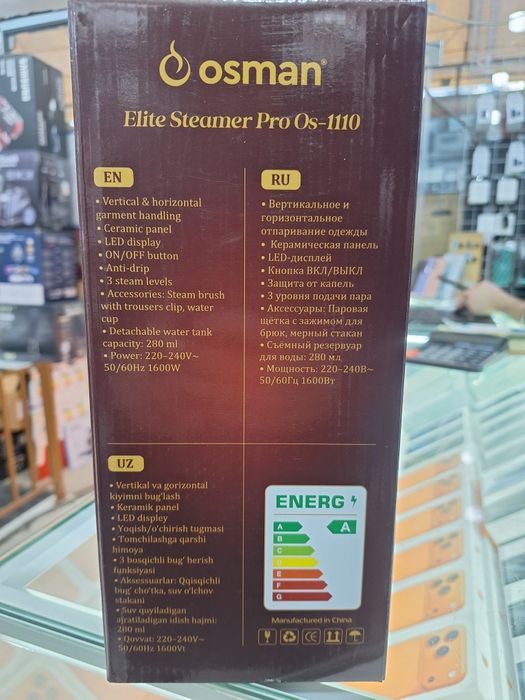 osman
Elite Steamer Pro Os-1110
EN
• Vertical & horizontal
garment handling
• Ceramic panel
• LED display
• ON/OFF button
• Anti-drip
• 3 steam levels
• Accessories: Steam brush
with trousers clip, water
cup
• Detachable water tank
capacity: 280 ml
• Power: 220–240V~
50/60Hz 1600W
RU
• Вертикальное и
горизонтальное
отпаривание одежды
• Керамическая панель
• LED-дисплей
• Кнопка ВКЛ/ВЫКЛ
• Защита от капель
• 3 уровня подачи пара
• Аксессуары: Паровая
щётка с зажимом для
брюк, мерный стакан
• Съёмный резервуар
для воды: 280 мл
• Мощность: 220–240В~
50/60Гц 1600Вт
UZ
• Vertikal va gorizontal
kiyimni bug'lash
• Keramik panel
• LED displey
• Yoqish/o'chirish tugmasi
• Tomchilashga qarshi
himoya
• 3 bosqichli bug' berish
funksiyasi
• Aksessuarlar: Qqisqichli
bug' cho'tka, suv o'lchov
stakani
• Suv quyiladigan
ajratiladigan idish hajmi:
280 ml
• Quvvat: 220–240V~
50/60Hz 1600Vt
ENERG
A
A
B
C
D
E
F
G
Manufactured in China